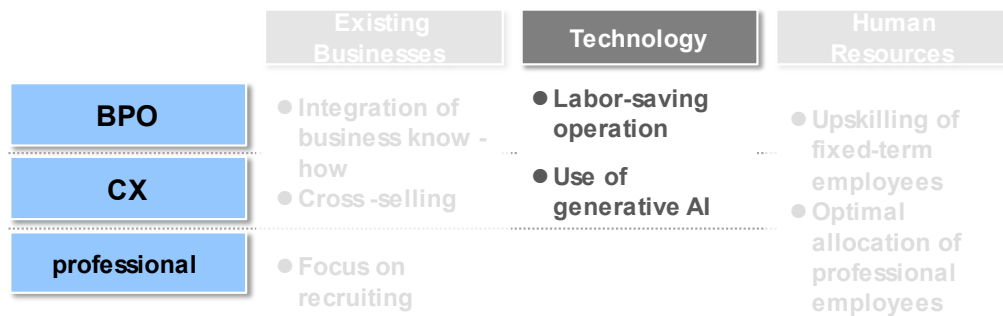 Existing
Businesses
Technology
Human
Resources
BPO
● Integration of
business know -
how
● Cross -selling
● Labor-saving
operation
● Upskilling of
fixed-term
employees
● Optimal
allocation of
professional
employees
CX
● Use of
generative AI
professional
● Focus on
recruiting